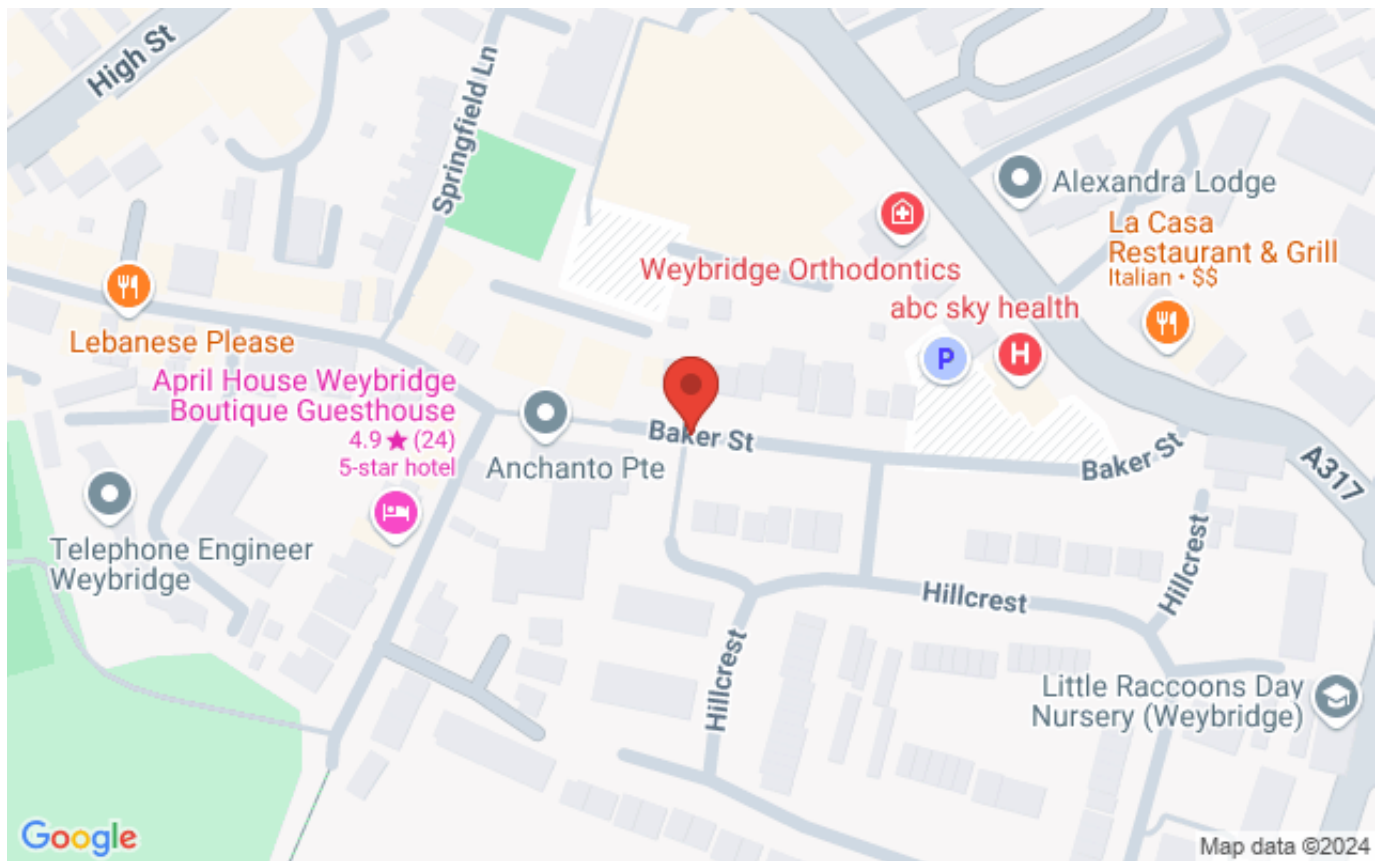 High St
Springfield Ln
Alexandra Lodge
La Casa
Restaurant & Grill
Italian • $$
Weybridge Orthodontics
abc sky health
H
P
Lebanese Please
April House Weybridge
Boutique Guesthouse
4.9 ★ (24)
5-star hotel
Anchanto Pte
Baker St
Baker St
A317
Telephone Engineer
Weybridge
Hillcrest
Hillcrest
Hillcrest
Little Raccoons Day
Nursery (Weybridge)
Google
Map data ©2024